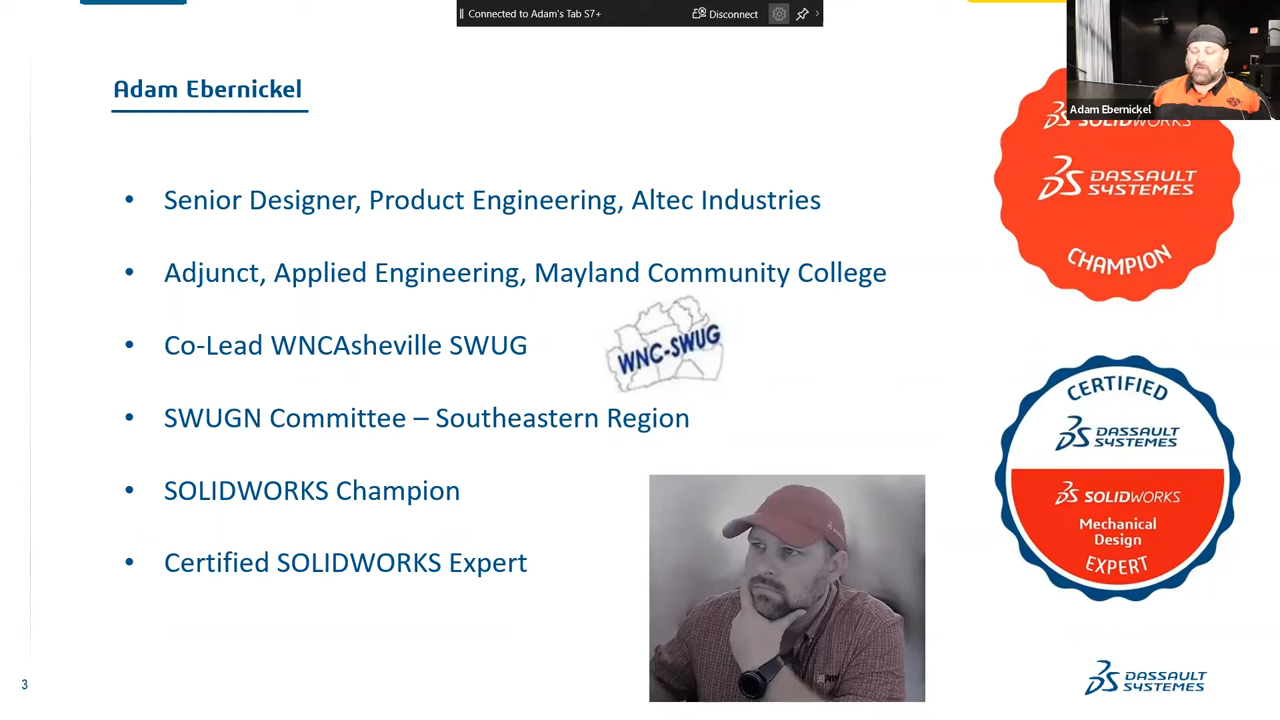 Connected to Adam's Tab S7+
Disconnect
Adam Ebernickel
Adam Ebernickel
SOLIDWORKS
DASSAULT
SYSTEMES
CHAMPION
• Senior Designer, Product Engineering, Altec Industries
• Adjunct, Applied Engineering, Mayland Community College
• Co-Lead WNCAsheville SWUG
WNC-SWUG
• SWUGN Committee – Southeastern Region
• SOLIDWORKS Champion
• Certified SOLIDWORKS Expert
CERTIFIED
DASSAULT
SYSTEMES
SOLIDWORKS
Mechanical
Design
EXPERT
3
DASSAULT
SYSTEMES